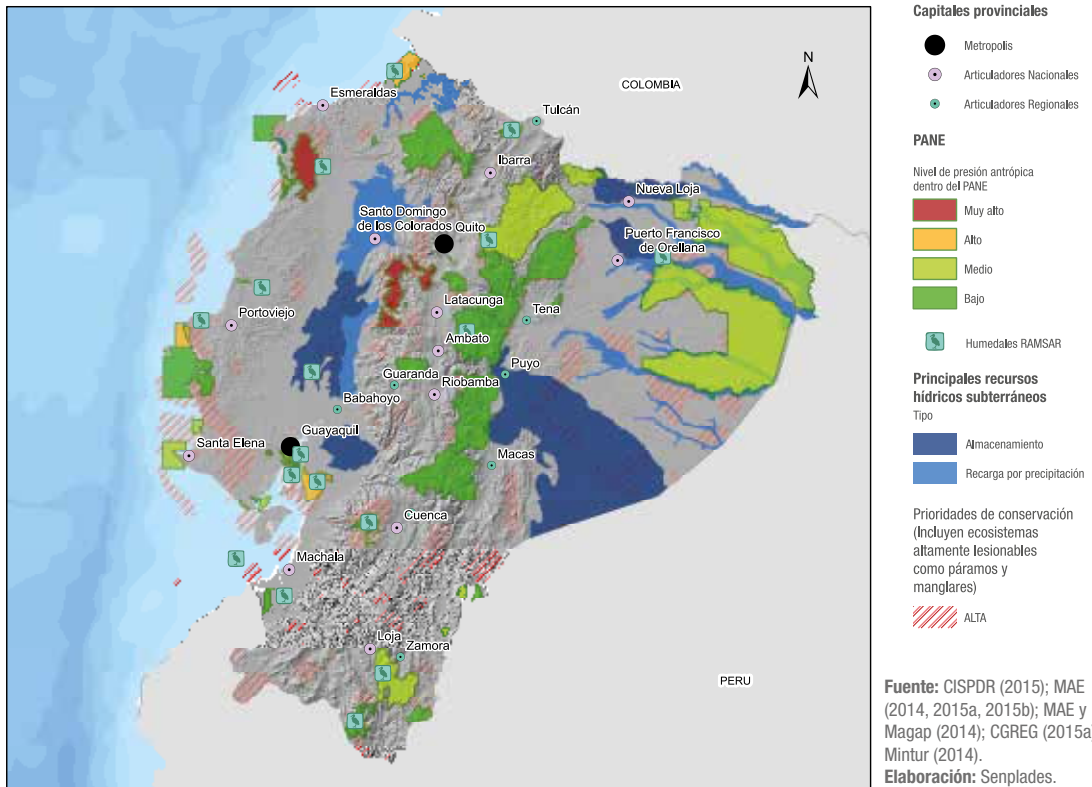 N
COLOMBIA
Esmeraldas
Tulcán
Ibarra
Nueva Loja
Santo Domingo
de los Colorados
Quito
Puerto Francisco
de Orellana
Latacunga
Tena
Portoviejo
Ambato
Guaranda
Puyo
Riobamba
Babahoyo
Guayaquil
Santa Elena
Macas
Cuenca
Machala
Loja
Zamora
PERU
Capitales provinciales
Metropolis
Articuladores Nacionales
Articuladores Regionales
PANE
Nivel de presión antrópica
dentro del PANE
Muy alto
Alto
Medio
Bajo
Humedales RAMSAR
Principales recursos
hídricos subterráneos
Tipo
Almacenamiento
Recarga por precipitación
Prioridades de conservación
(Incluyen ecosistemas
altamente lesionables
como páramos y
manglares)
ALTA
Fuente: CISPDR (2015); MAE
(2014, 2015a, 2015b); MAE y
Magap (2014); CGREG (2015a)
Mintur (2014).
Elaboración: Senplades.